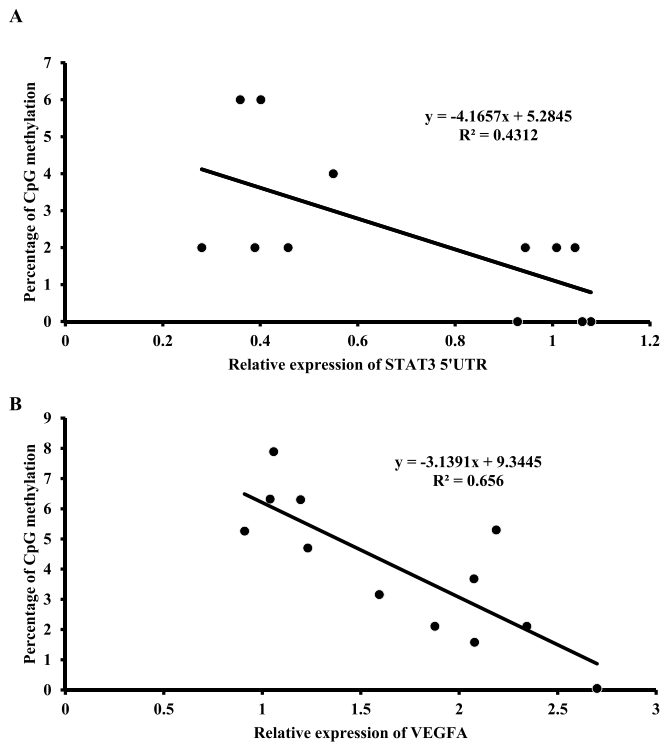 A
7
6
5
4
3
2
1
0
Percentage of CpG methylation
y = -4.1657x + 5.2845
R² = 0.4312
0 0.2 0.4 0.6 0.8 1 1.2
Relative expression of STAT3 5'UTR
B
9
8
7
6
5
4
3
2
1
0
Percentage of CpG methylation
y = -3.1391x + 9.3445
R² = 0.656
0 0.5 1 1.5 2 2.5 3
Relative expression of VEGFA